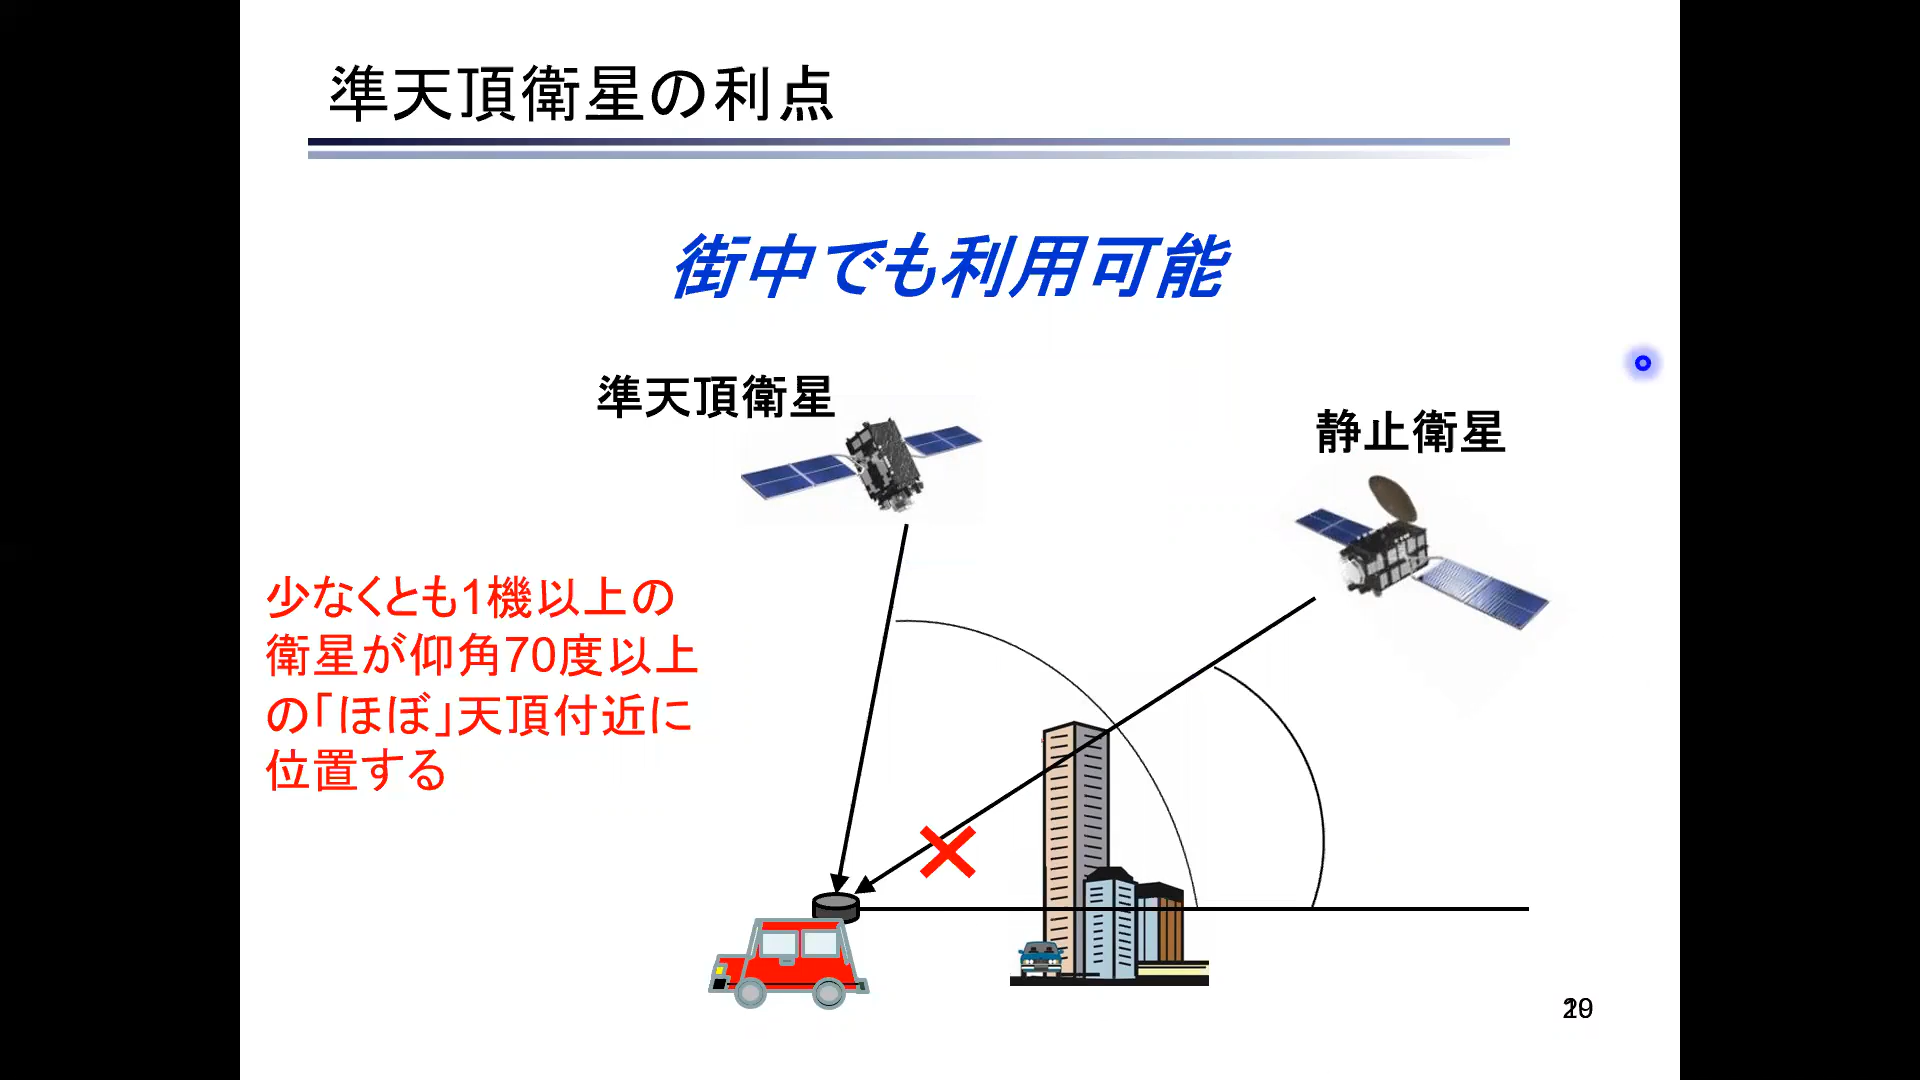 準天頂衛星の利点
街中でも利用可能
準天頂衛星
静止衛星
少なくとも1機以上の
衛星が仰角70度以上
の「ほぼ」天頂付近に
位置する